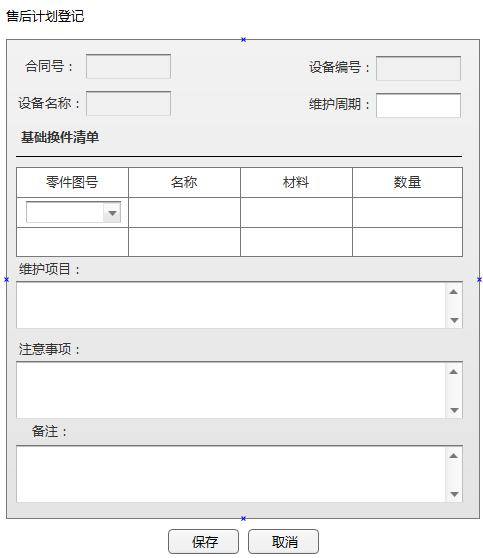 售后计划登记
合同号： 设备编号：
设备名称： 维护周期：
基础换件清单
零件图号 名称 材料 数量
维护项目：
注意事项：
备注：
保存 取消